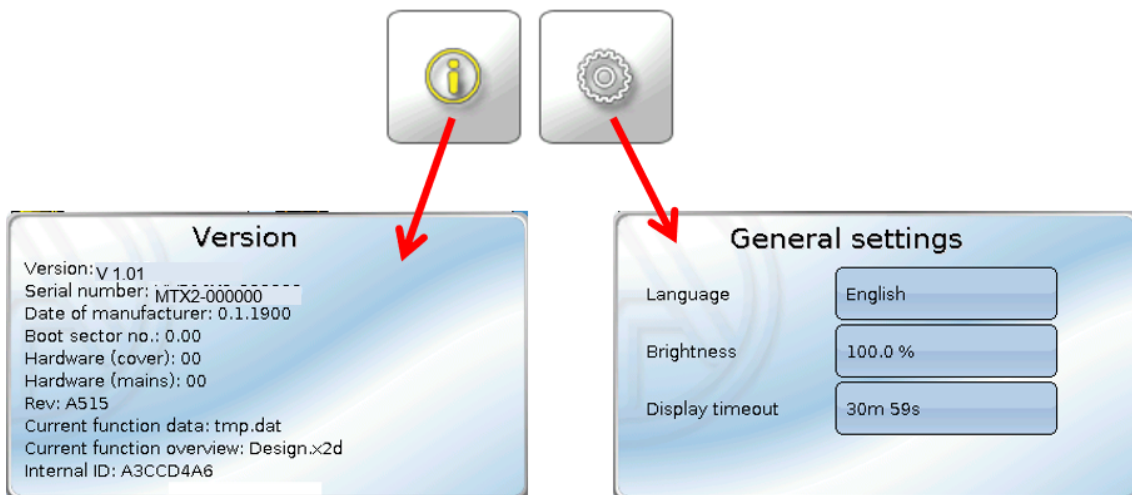 Version
Version: V 1.01
Serial number: MTX2-000000
Date of manufacturer: 0.1.1900
Boot sector no.: 0.00
Hardware (cover): 00
Hardware (mains): 00
Rev: A515
Current function data: tmp.dat
Current function overview: Design.x2d
Internal ID: A3CCD4A6
General settings
Language English
Brightness 100.0 %
Display timeout 30m 59s